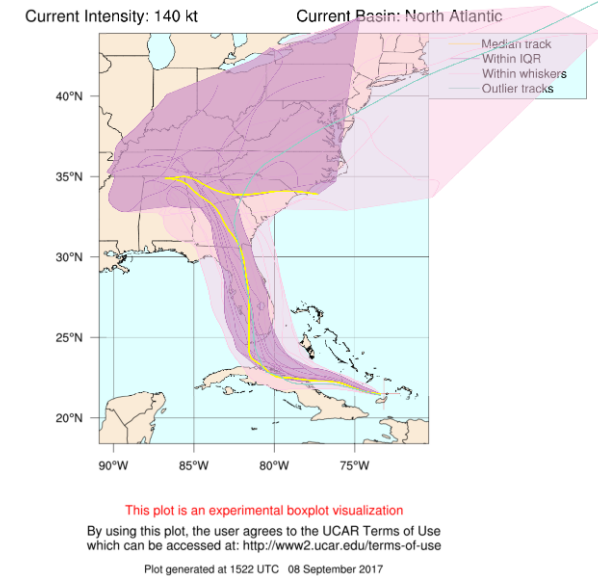 Current Intensity: 140 kt
Current Basin: North Atlantic
Median track
Within IQR
Within whiskers
Outlier tracks
40°N
35°N
30°N
25°N
20°N
90°W 85°W 80°W 75°W
This plot is an experimental boxplot visualization
By using this plot, the user agrees to the UCAR Terms of Use
which can be accessed at: http://www2.ucar.edu/terms-of-use
Plot generated at 1522 UTC 08 September 2017